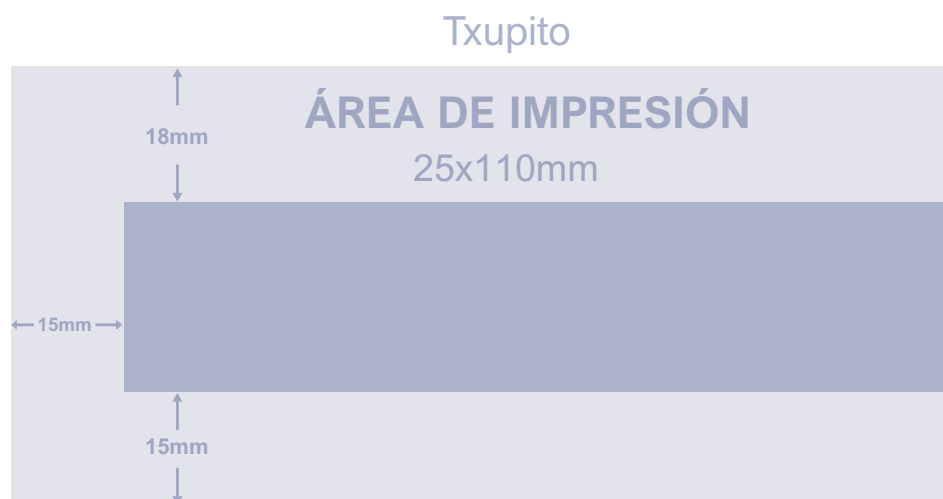 Txupito
ÁREA DE IMPRESIÓN
25x110mm
18mm
15mm
15mm